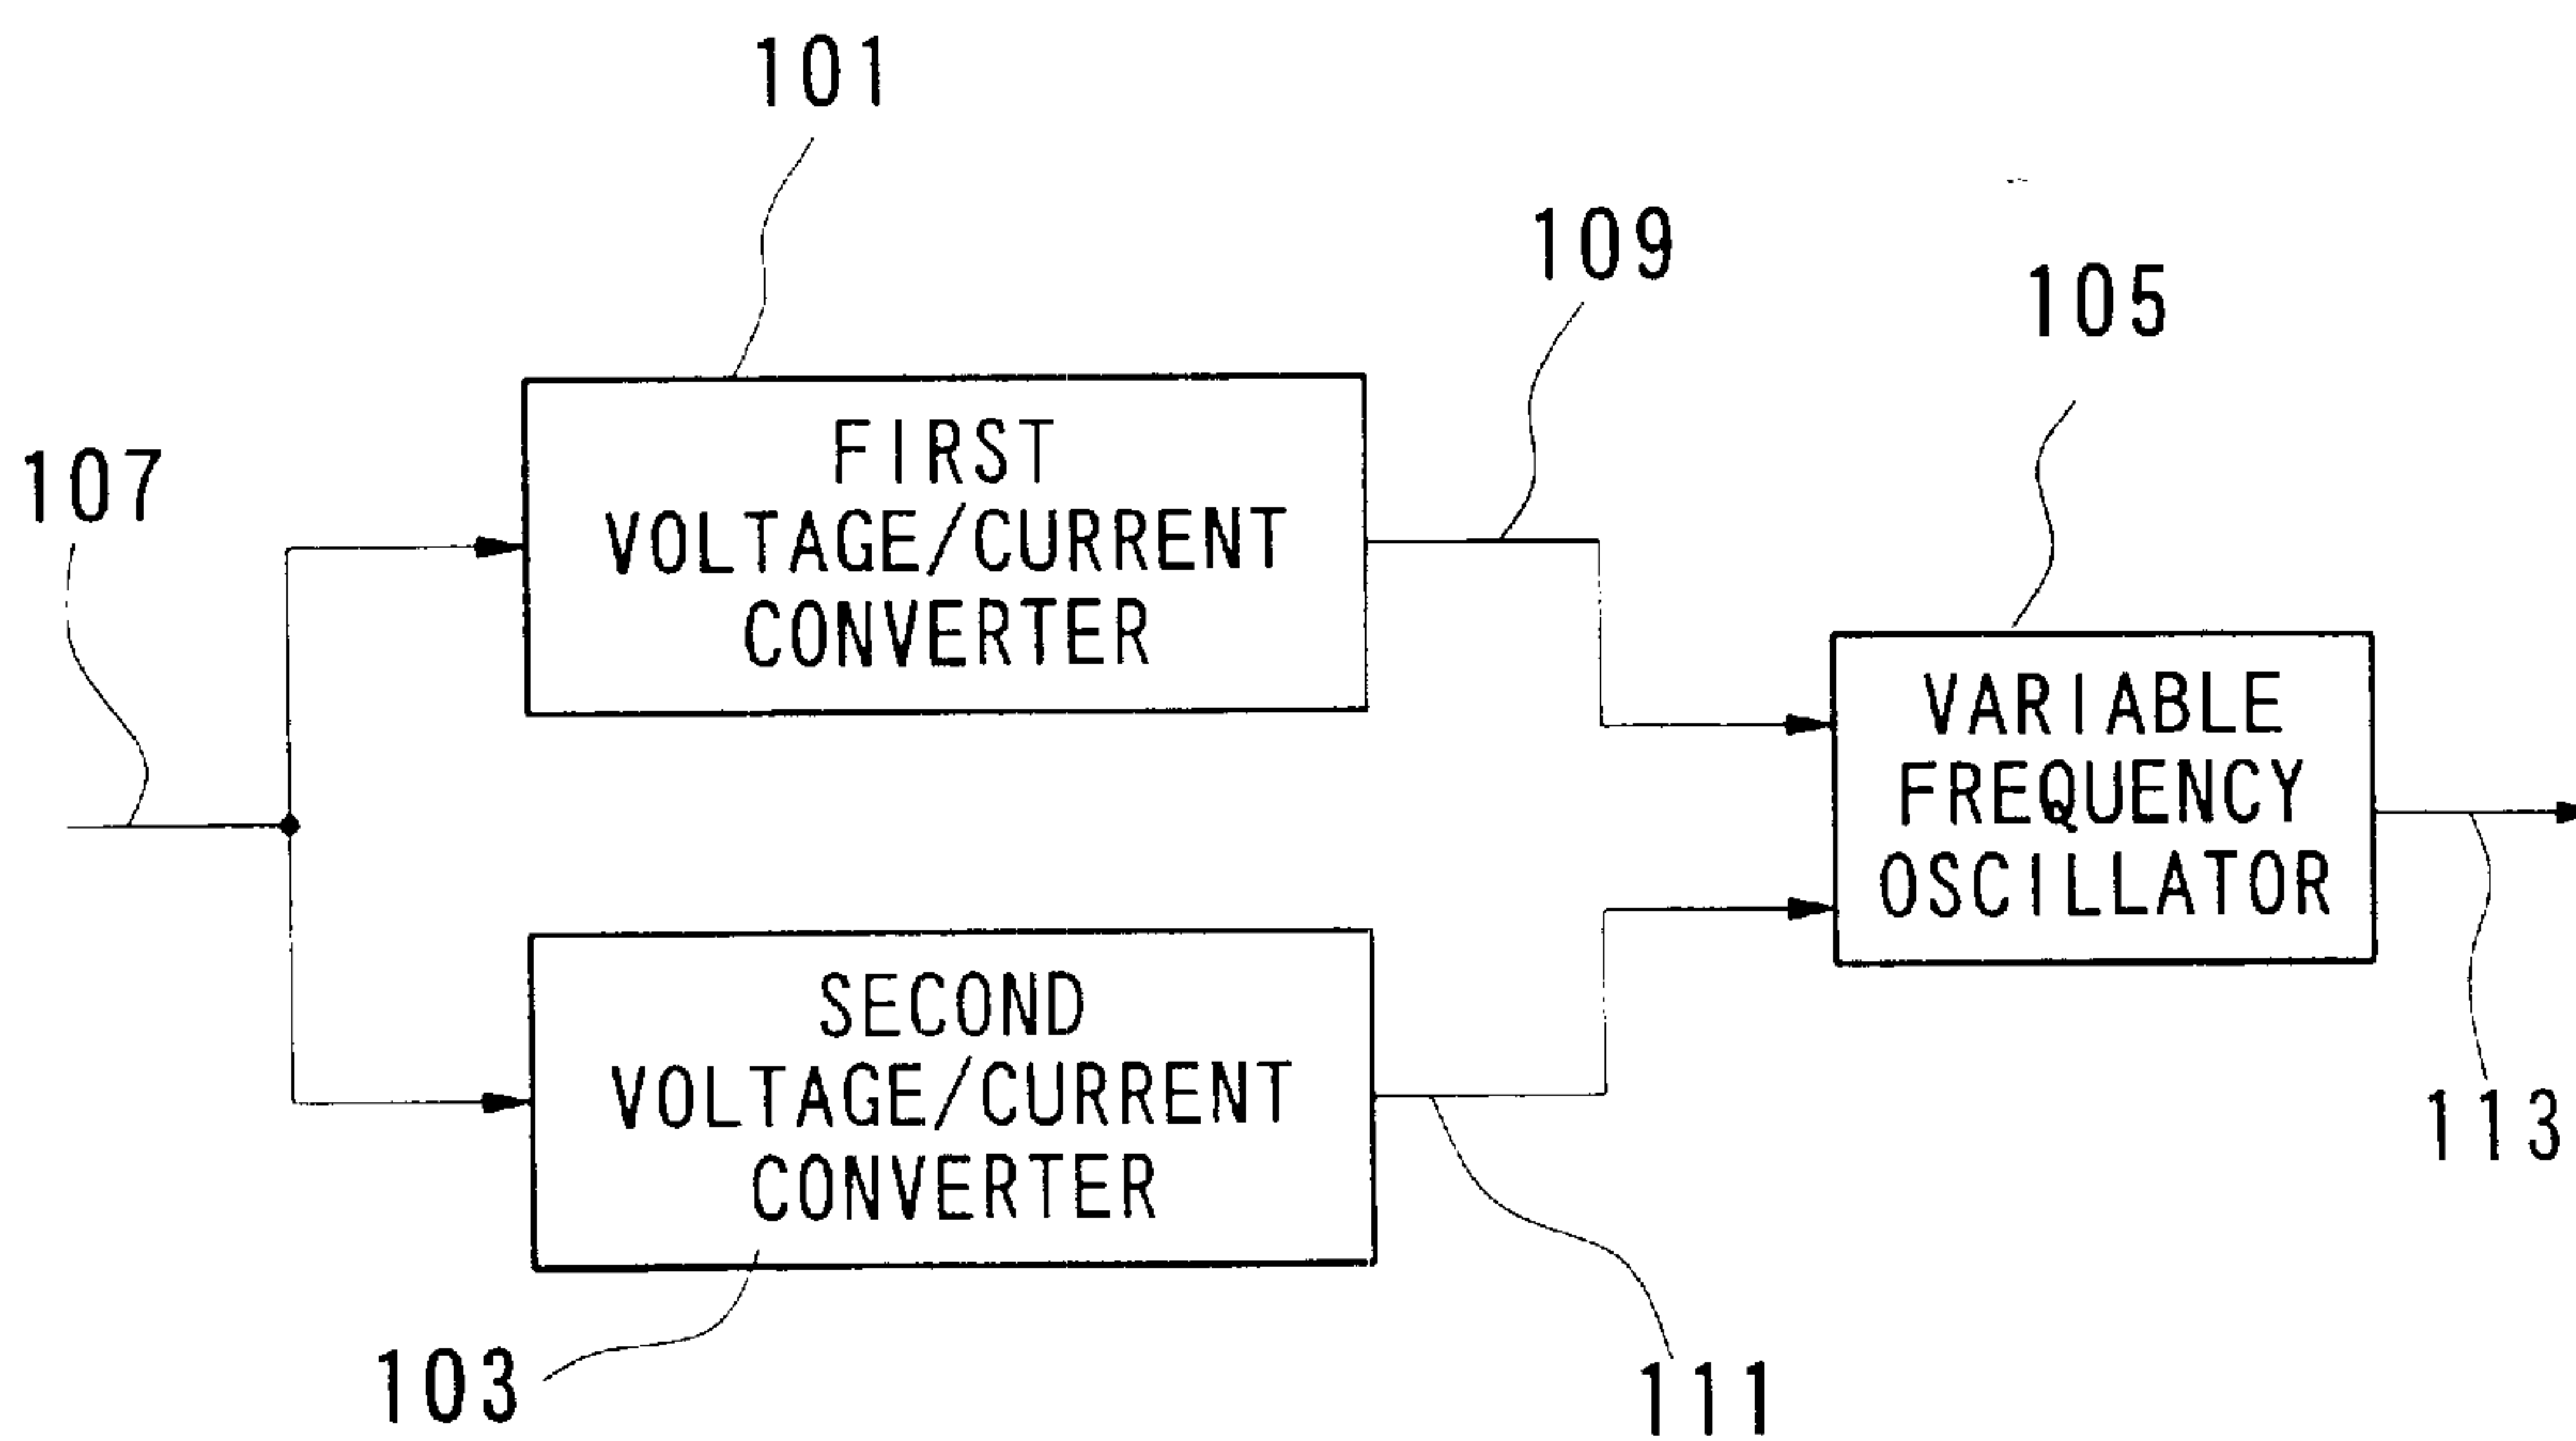 101
109
105
107
FIRST
VOLTAGE/CURRENT
CONVERTER
VARIABLE
FREQUENCY
OSCILLATOR
SECOND
VOLTAGE/CURRENT
CONVERTER
113
103
111